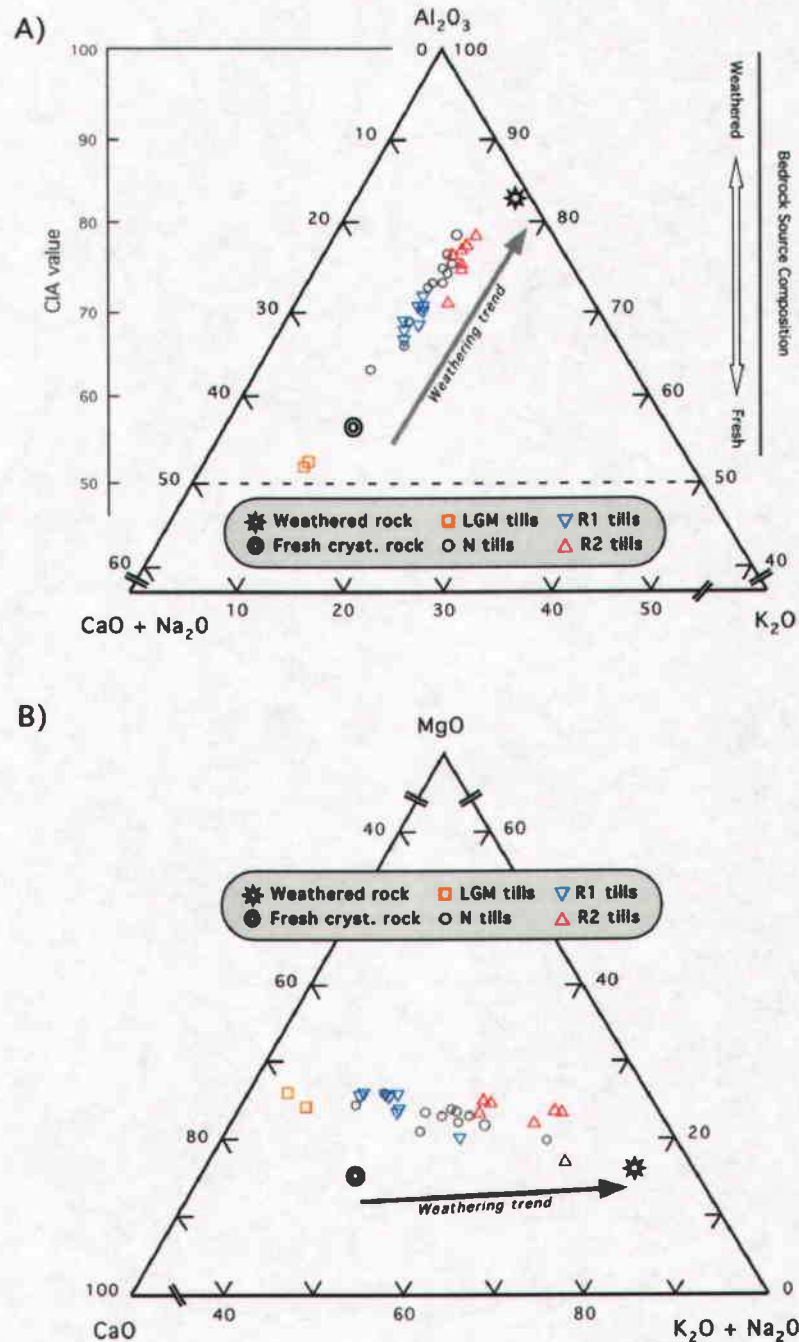 A)
Al₂O₃
0 100
100
90
80
70
60
50
CIA value
10
20
30
40
50
60
90
80
70
60
50
40
Weathering trend
Weathered
Fresh
Bedrock Source Composition
Weathered rock LGM tills R1 tills
Fresh cryst. rock N tills R2 tills
10 20 30 40 50
CaO + Na₂O K₂O
B)
MgO
40 60
Weathered rock LGM tills R1 tills
Fresh cryst. rock N tills R2 tills
60 40
80 20
Weathering trend
100 0
40 60 80
CaO K₂O + Na₂O